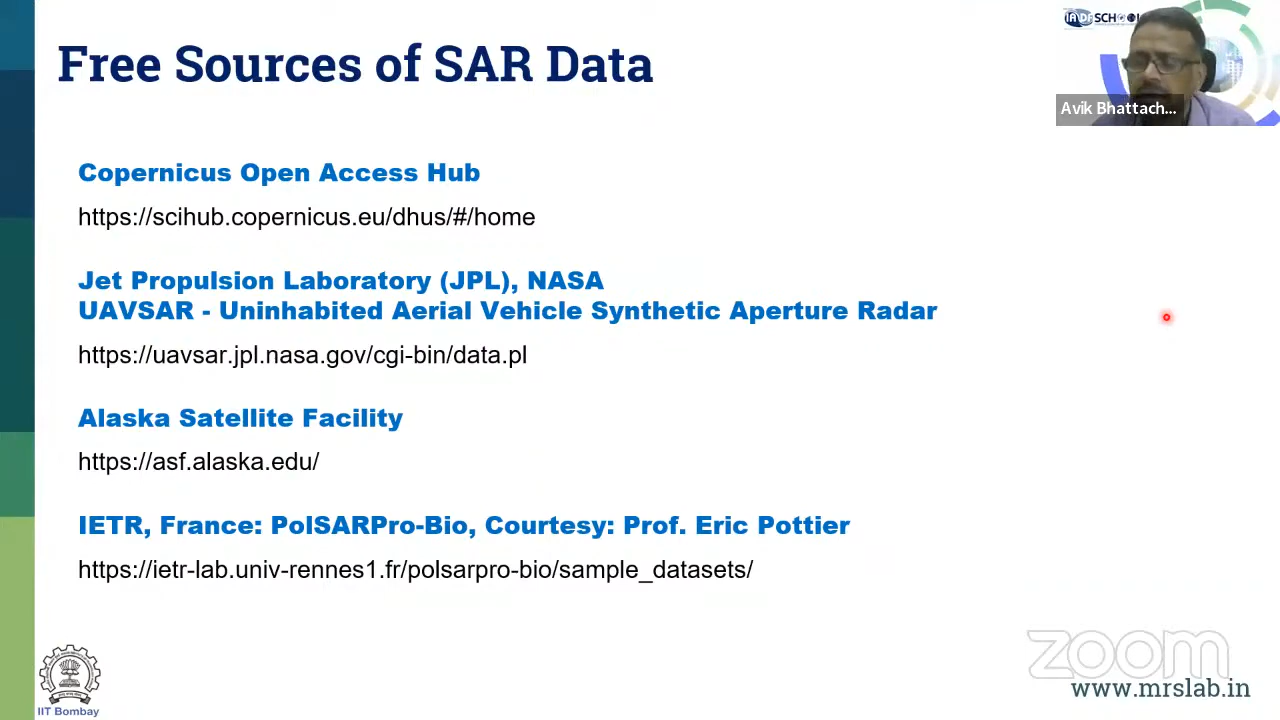 Free Sources of SAR Data
SCHOOL
Avik Bhattach...
Copernicus Open Access Hub
https://scihub.copernicus.eu/dhus/#/home
Jet Propulsion Laboratory (JPL), NASA
UAVSAR - Uninhabited Aerial Vehicle Synthetic Aperture Radar
https://uavsar.jpl.nasa.gov/cgi-bin/data.pl
Alaska Satellite Facility
https://asf.alaska.edu/
IETR, France: PolSARPro-Bio, Courtesy: Prof. Eric Pottier
https://ietr-lab.univ-rennes1.fr/polsarpro-bio/sample_datasets/
zoom
www.mrslab.in
IIT Bombay